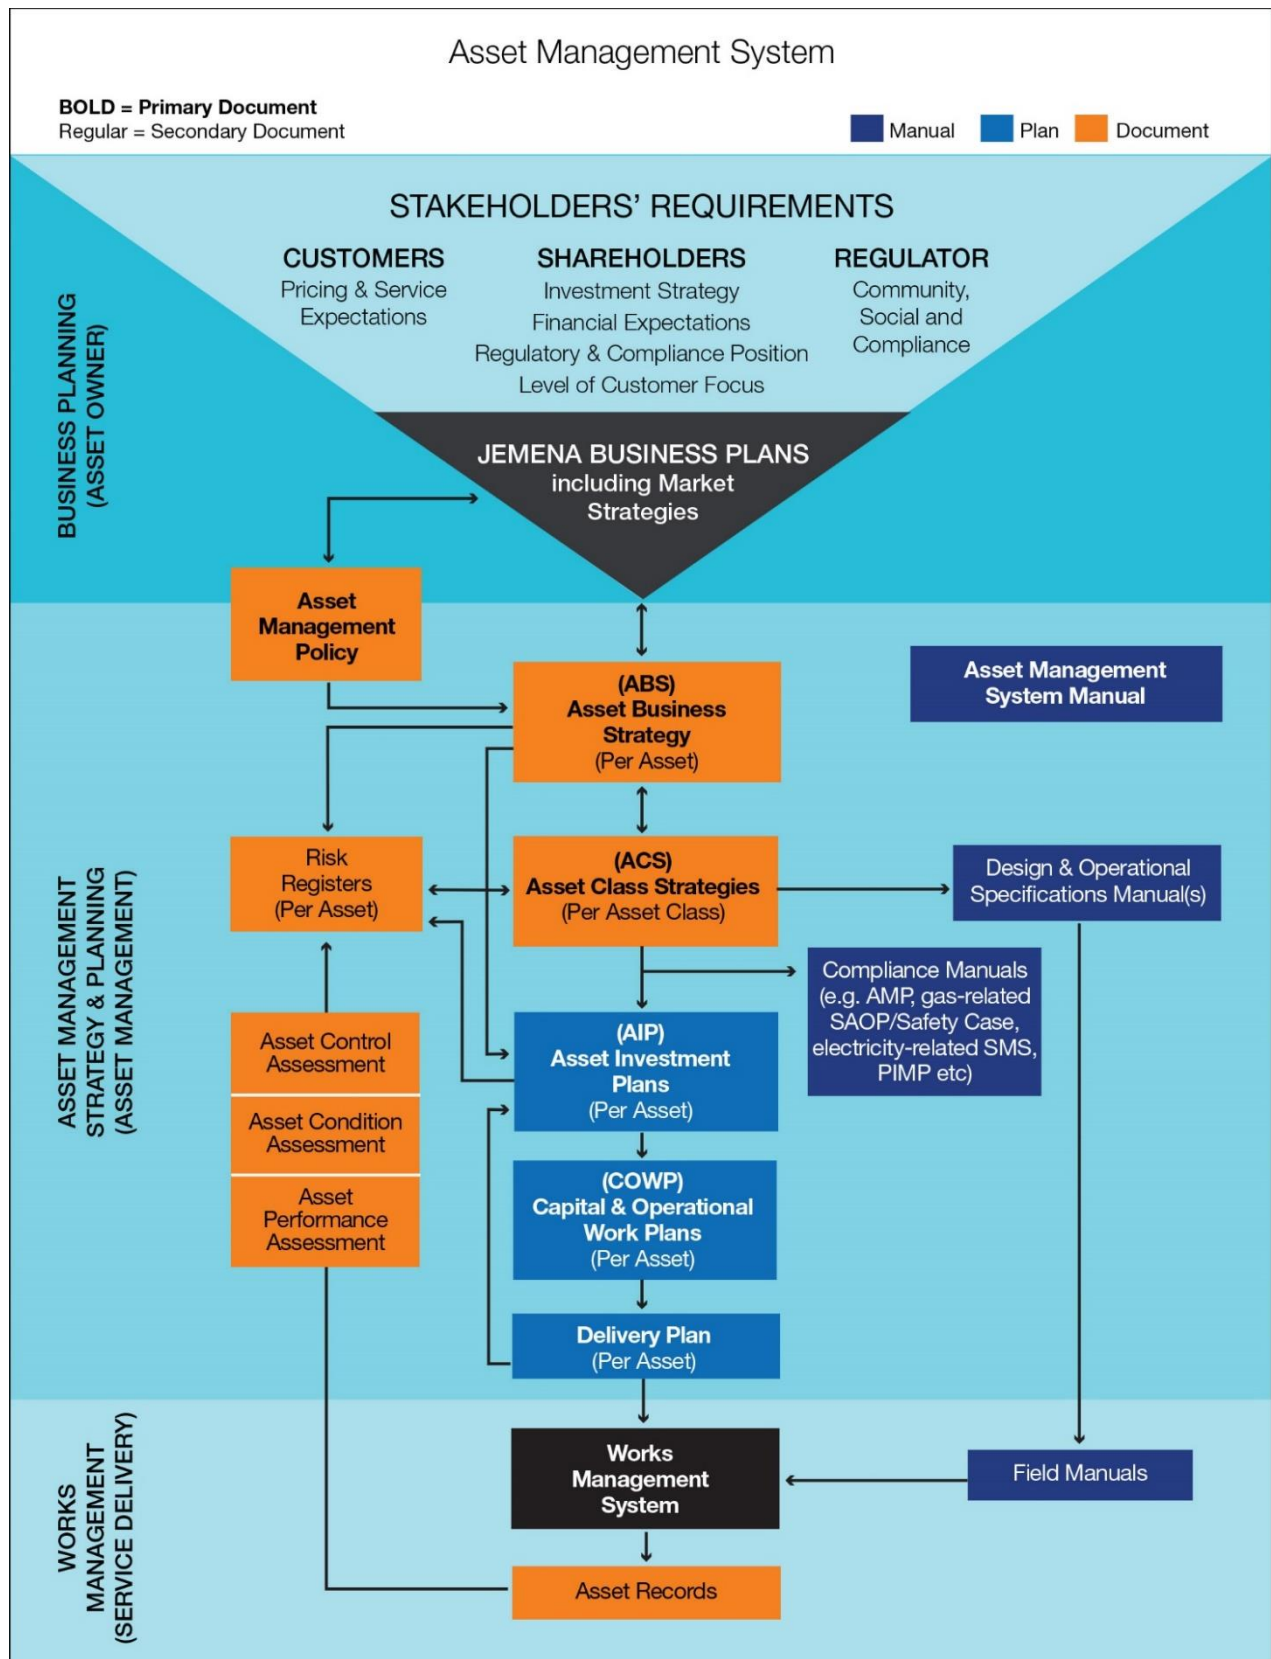 Asset Management System
BOLD = Primary Document
Regular = Secondary Document
Manual
Plan
Document
STAKEHOLDERS' REQUIREMENTS
CUSTOMERS
Pricing & Service
Expectations
SHAREHOLDERS
Investment Strategy
Financial Expectations
Regulatory & Compliance Position
Level of Customer Focus
REGULATOR
Community,
Social and
Compliance
BUSINESS PLANNING
(ASSET OWNER)
JEMENA BUSINESS PLANS
including Market
Strategies
Asset
Management
Policy
(ABS)
Asset Business
Strategy
(Per Asset)
Asset Management
System Manual
ASSET MANAGEMENT
STRATEGY & PLANNING
(ASSET MANAGEMENT)
Risk
Registers
(Per Asset)
(ACS)
Asset Class Strategies
(Per Asset Class)
Design & Operational
Specifications Manual(s)
Compliance Manuals
(e.g. AMP, gas-related
SAOP/Safety Case,
electricity-related SMS,
PIMP etc)
Asset Control
Assessment
Asset Condition
Assessment
Asset
Performance
Assessment
(AIP)
Asset Investment
Plans
(Per Asset)
(COWP)
Capital & Operational
Work Plans
(Per Asset)
Delivery Plan
(Per Asset)
WORKS
MANAGEMENT
(SERVICE DELIVERY)
Works
Management
System
Field Manuals
Asset Records